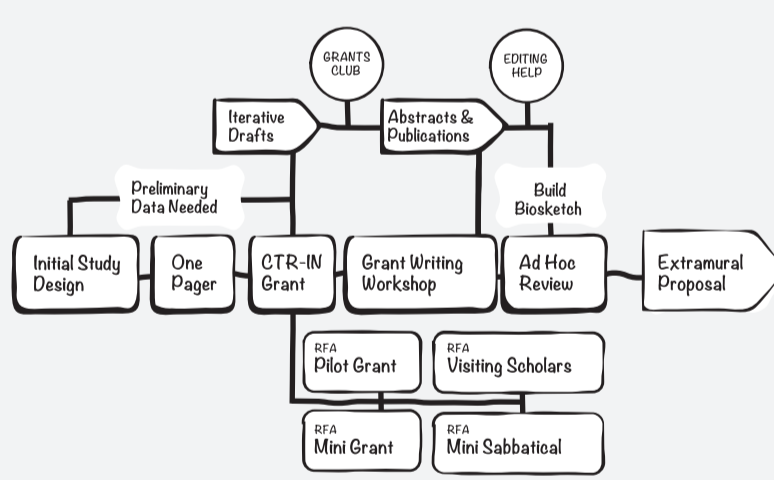 GRANTS
CLUB
EDITING
HELP
Iterative
Drafts
Abstracts &
Publications
Preliminary
Data Needed
Build
Biosketch
Initial Study
Design
One
Pager
CTR-IN
Grant
Grant Writing
Workshop
Ad Hoc
Review
Extramural
Proposal
RFA
Pilot Grant
RFA
Visiting Scholars
RFA
Mini Grant
RFA
Mini Sabbatical